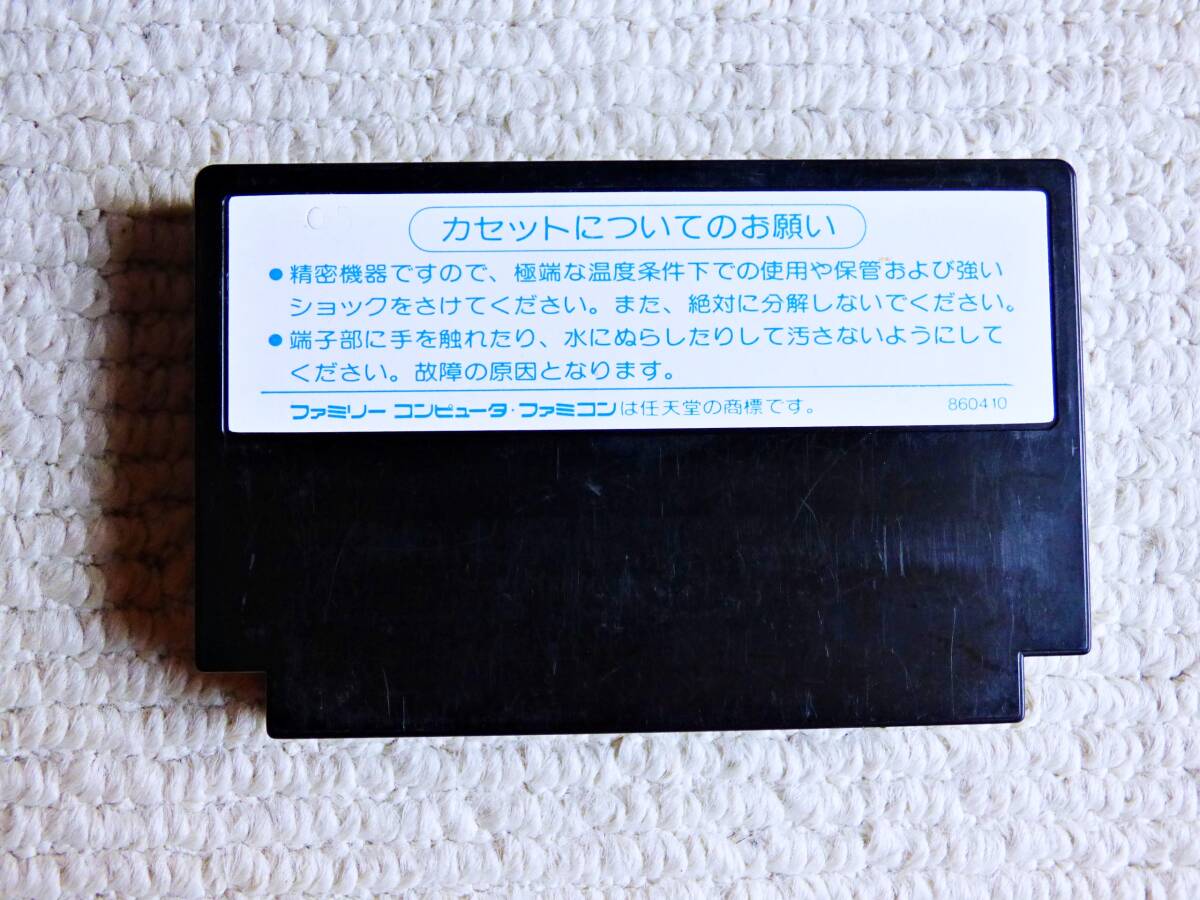 カセットについてのお願い
●精密機器ですので、極端な温度条件下での使用や保管および強い
ショックをさけてください。また、絶対に分解しないでください。
●端子部に手を触れたり、水にぬらしたりして汚さないようにして
ください。故障の原因となります。
ファミリー コンピュータ・ファミコンは任天堂の商標です。 860410